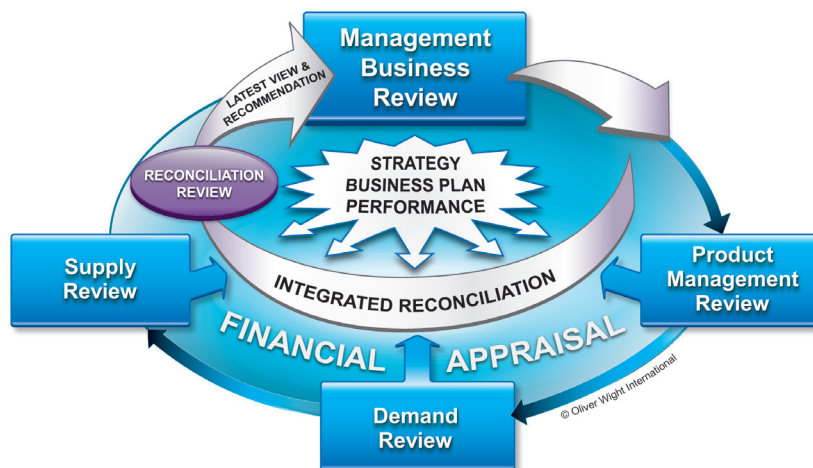 Management
Business
Review
LATEST VIEW &
RECOMMENDATION
RECONCILIATION
REVIEW
STRATEGY
BUSINESS PLAN
PERFORMANCE
Supply
Review
Product
Management
Review
INTEGRATED RECONCILIATION
FINANCIAL APPRAISAL
Demand
Review
© Oliver Wight International